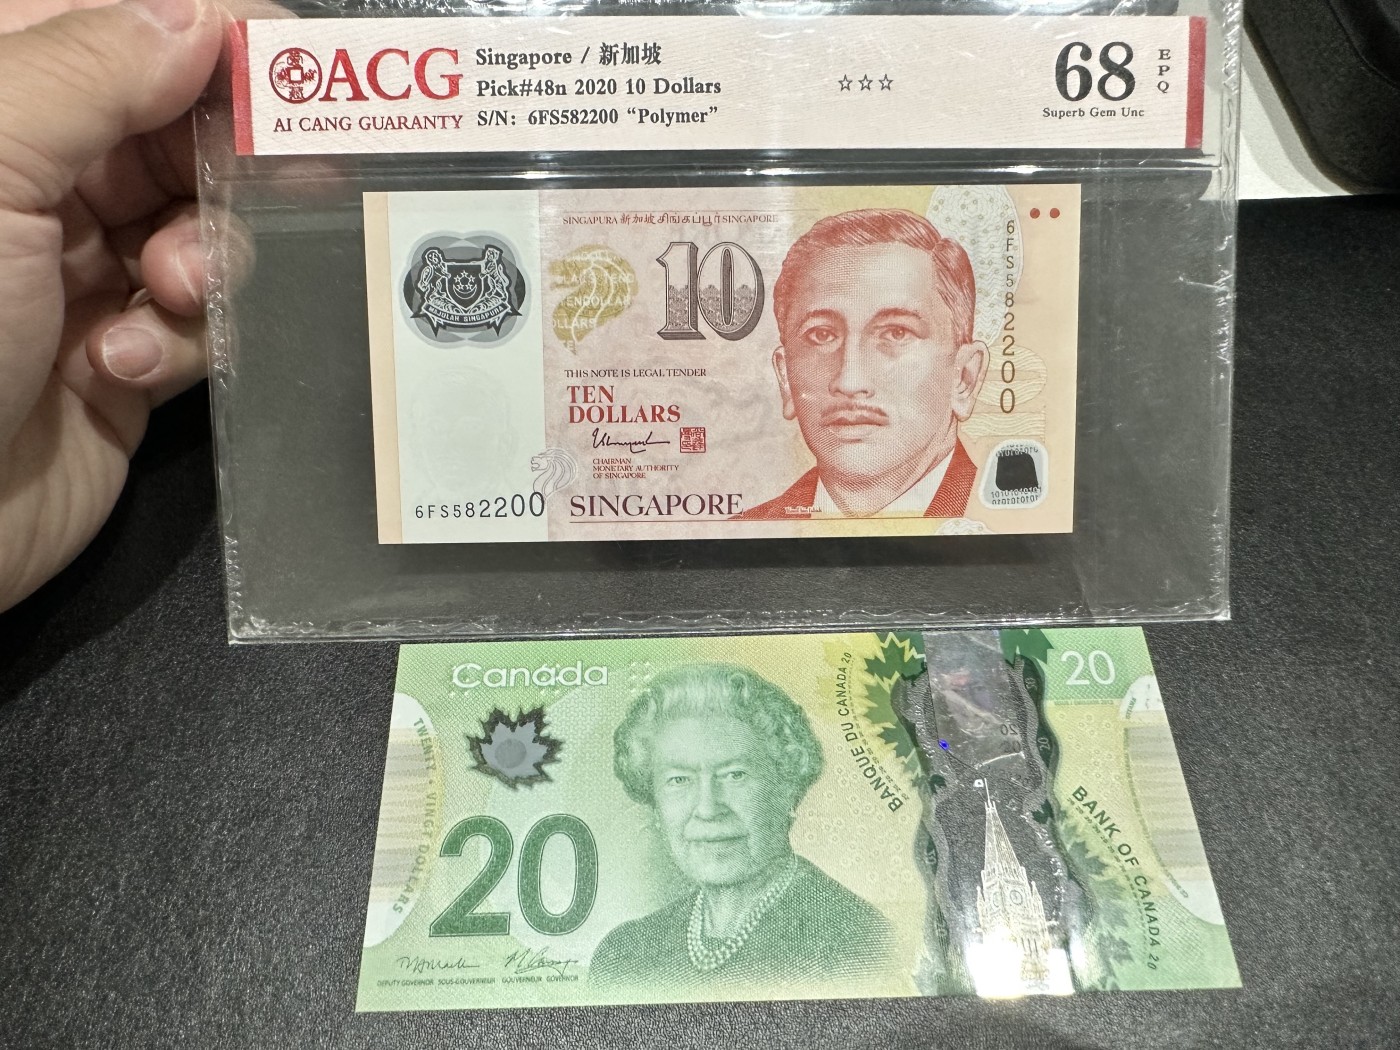 ACG
AI CANG GUARANTY
Singapore / 新加坡
Pick#48n 2020 10 Dollars
S/N: 6FS582200 “Polymer”
☆☆☆
68
EPQ
Superb Gem Unc
SINGAPURA 新加坡 சிங்கப்பூர் SINGAPORE
10
6FS582200
MAJULAH SINGAPURA
THIS NOTE IS LEGAL TENDER
TEN
DOLLARS
CHAIRMAN
MONETARY AUTHORITY
OF SINGAPORE
6FS582200
SINGAPORE
Canada
20
TWENTY · VINGT DOLLARS
BANQUE DU CANADA 20
BANK OF CANADA 20
20
DEPUTY GOVERNOR SOUS-GOUVERNEUR GOUVERNEUR GOVERNOR